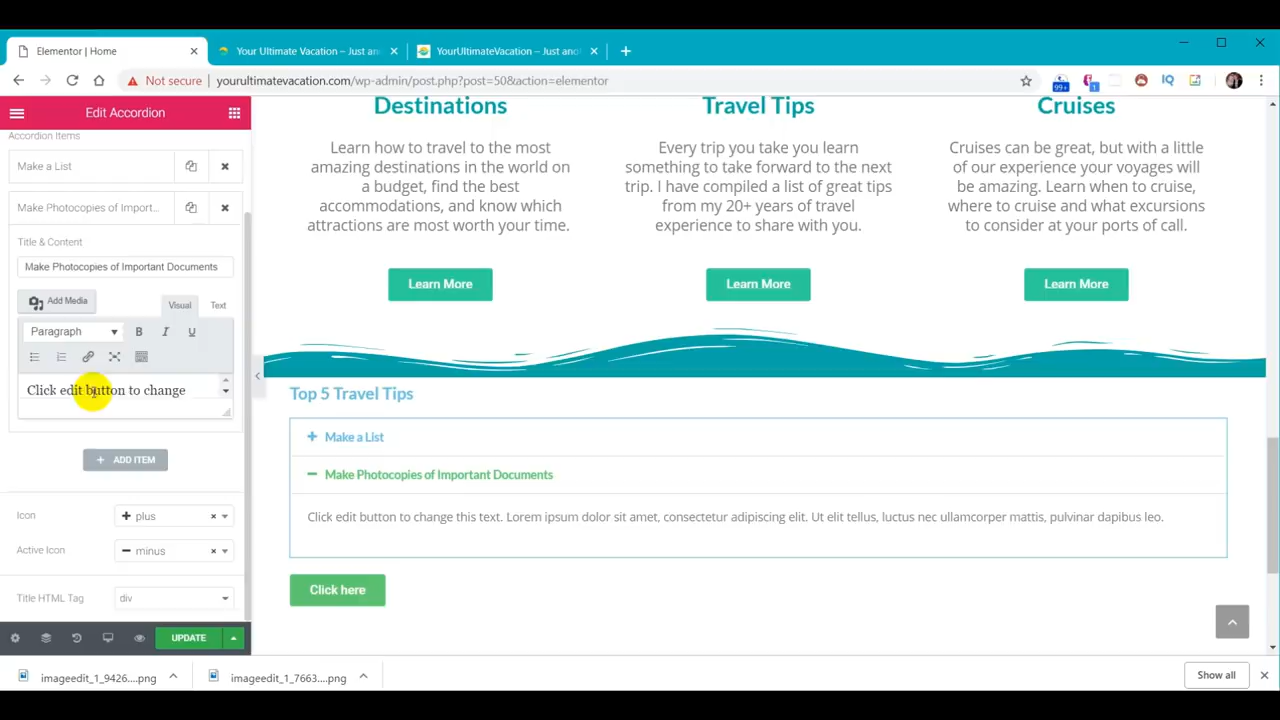 Elementor | Home
Your Ultimate Vacation – Just an
YourUltimateVacation – Just ano
Not secure | yourultimatevacation.com/wp-admin/post.php?post=50&action=elementor
99+
1
IQ
Edit Accordion
Accordion Items
Make a List
Make Photocopies of Import...
Title & Content
Make Photocopies of Important Documents
Add Media
Visual
Text
Paragraph
B
I
U
Click edit button to change
+ ADD ITEM
Icon
plus
Active Icon
minus
Title HTML Tag
div
UPDATE
Destinations
Learn how to travel to the most
amazing destinations in the world on
a budget, find the best
accommodations, and know which
attractions are most worth your time.
Learn More
Travel Tips
Every trip you take you learn
something to take forward to the next
trip. I have compiled a list of great tips
from my 20+ years of travel
experience to share with you.
Learn More
Cruises
Cruises can be great, but with a little
of our experience your voyages will
be amazing. Learn when to cruise,
where to cruise and what excursions
to consider at your ports of call.
Learn More
Top 5 Travel Tips
Make a List
Make Photocopies of Important Documents
Click edit button to change this text. Lorem ipsum dolor sit amet, consectetur adipiscing elit. Ut elit tellus, luctus nec ullamcorper mattis, pulvinar dapibus leo.
Click here
imageedit_1_9426....png
imageedit_1_7663....png
Show all